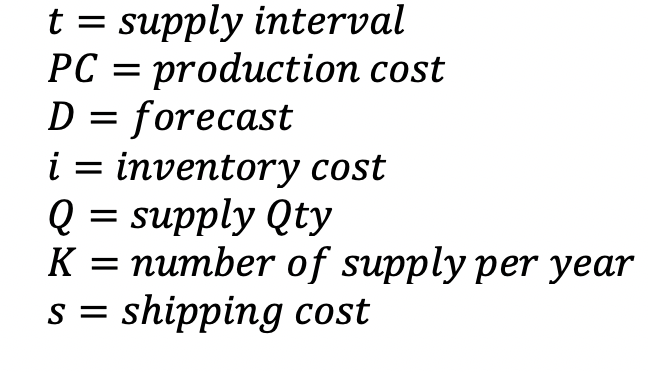 t = supply interval
PC = production cost
D = forecast
i = inventory cost
Q = supply Qty
K = number of supply per year
s = shipping cost